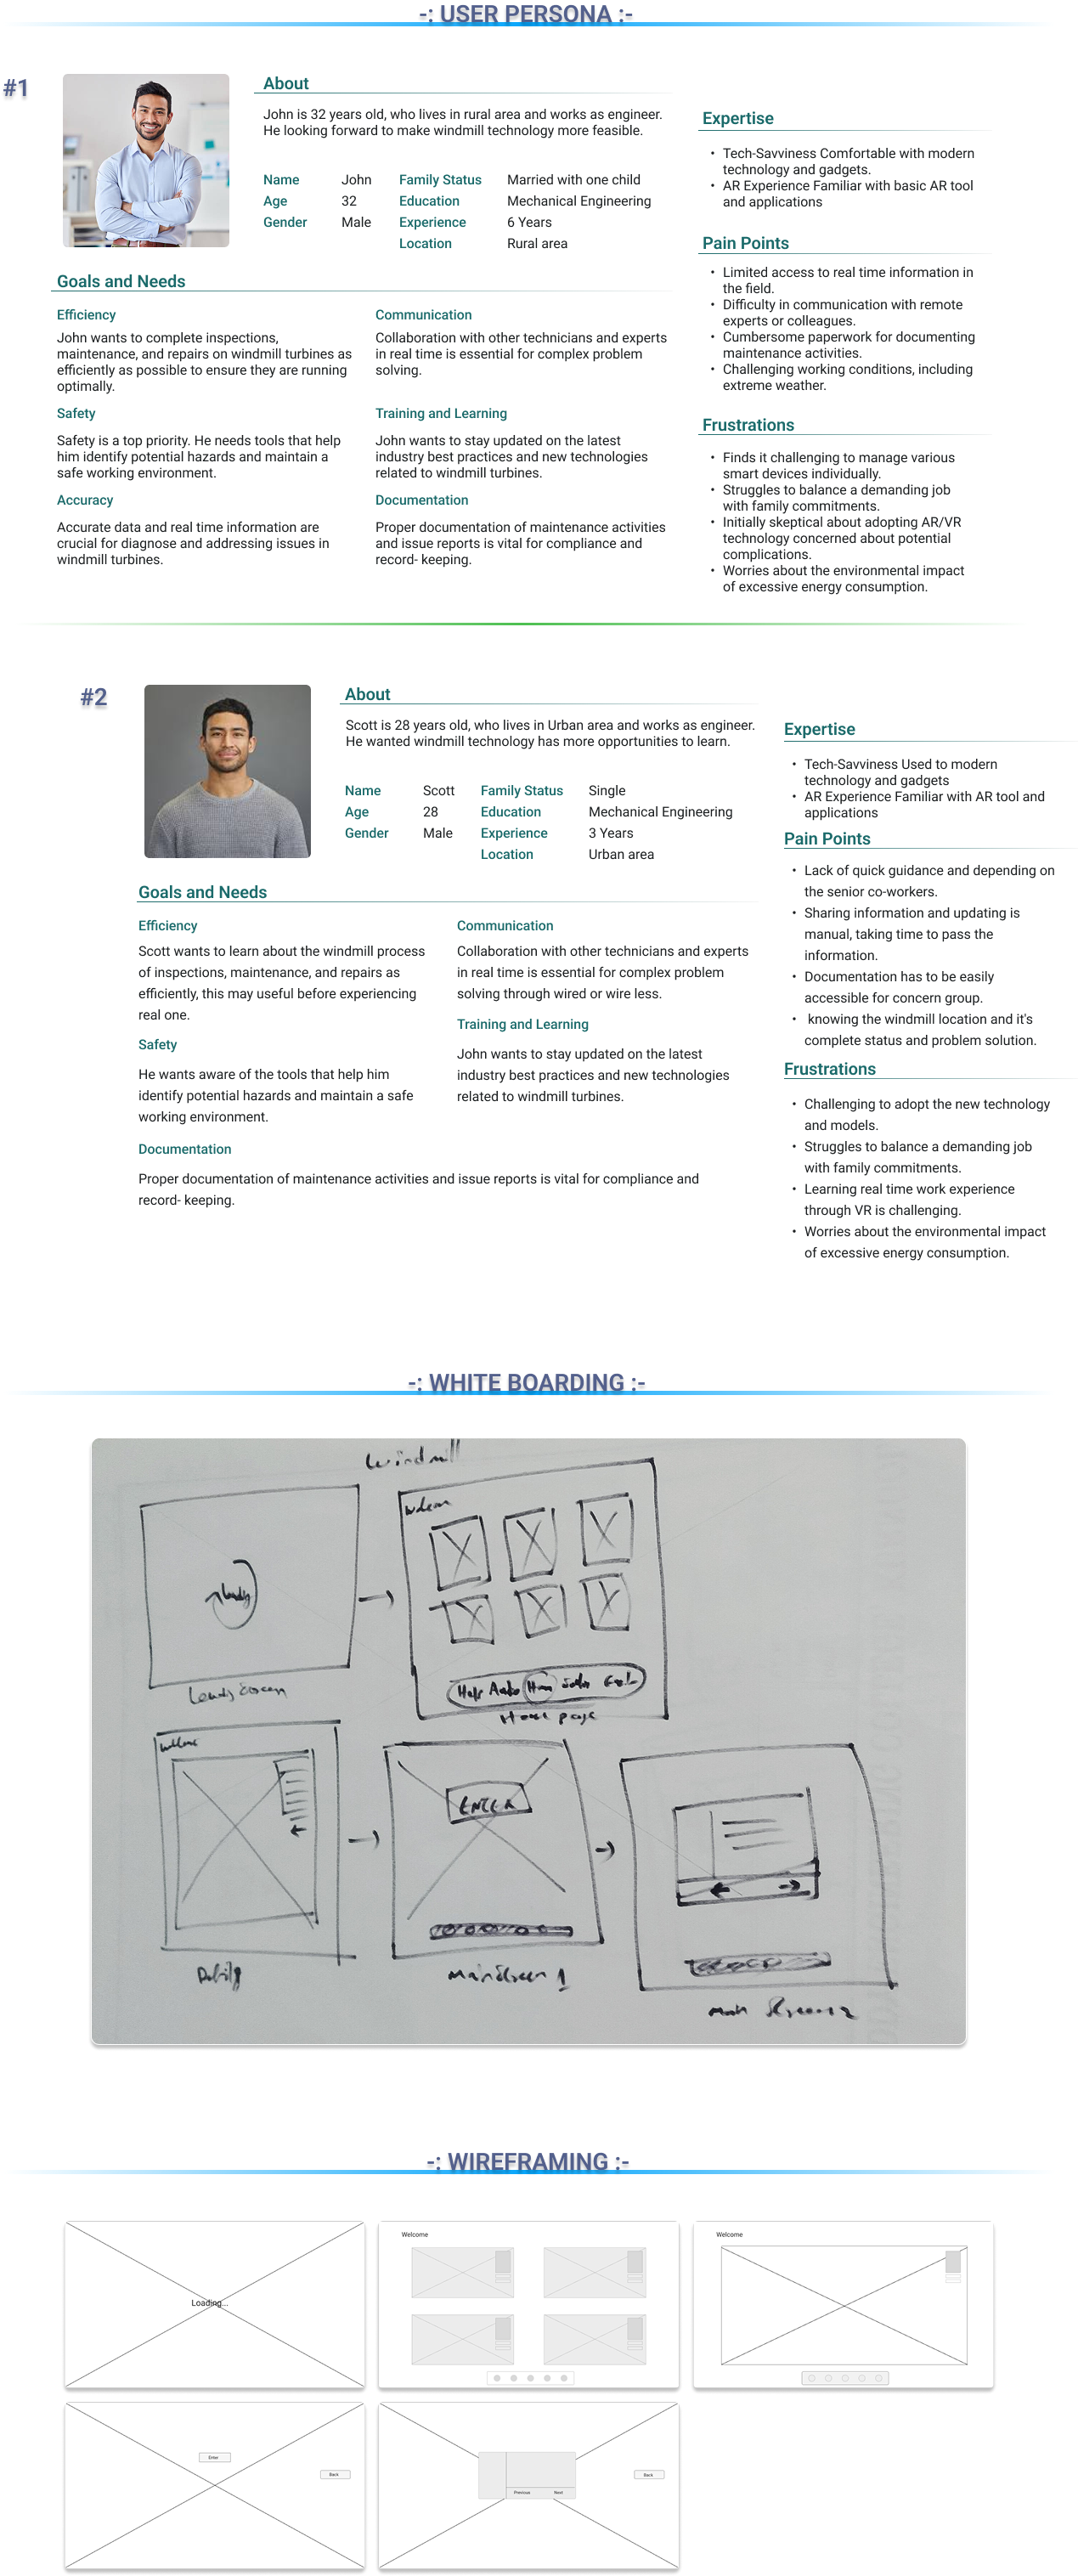 -: USER PERSONA :-
#1
About
John is 32 years old, who lives in rural area and works as engineer.
He looking forward to make windmill technology more feasible.
Name John Family Status Married with one child
Age 32 Education Mechanical Engineering
Gender Male Experience 6 Years
Location Rural area
Goals and Needs
Efficiency
John wants to complete inspections,
maintenance, and repairs on windmill turbines as
efficiently as possible to ensure they are running
optimally.
Safety
Safety is a top priority. He needs tools that help
him identify potential hazards and maintain a
safe working environment.
Accuracy
Accurate data and real time information are
crucial for diagnose and addressing issues in
windmill turbines.
Communication
Collaboration with other technicians and experts
in real time is essential for complex problem
solving.
Training and Learning
John wants to stay updated on the latest
industry best practices and new technologies
related to windmill turbines.
Documentation
Proper documentation of maintenance activities
and issue reports is vital for compliance and
record- keeping.
Expertise
• Tech-Savviness Comfortable with modern
technology and gadgets.
• AR Experience Familiar with basic AR tool
and applications
Pain Points
• Limited access to real time information in
the field.
• Difficulty in communication with remote
experts or colleagues.
• Cumbersome paperwork for documenting
maintenance activities.
• Challenging working conditions, including
extreme weather.
Frustrations
• Finds it challenging to manage various
smart devices individually.
• Struggles to balance a demanding job
with family commitments.
• Initially skeptical about adopting AR/VR
technology concerned about potential
complications.
• Worries about the environmental impact
of excessive energy consumption.
#2
About
Scott is 28 years old, who lives in Urban area and works as engineer.
He wanted windmill technology has more opportunities to learn.
Name Scott Family Status Single
Age 28 Education Mechanical Engineering
Gender Male Experience 3 Years
Location Urban area
Goals and Needs
Efficiency
Scott wants to learn about the windmill process
of inspections, maintenance, and repairs as
efficiently, this may useful before experiencing
real one.
Safety
He wants aware of the tools that help him
identify potential hazards and maintain a safe
working environment.
Communication
Collaboration with other technicians and experts
in real time is essential for complex problem
solving through wired or wire less.
Training and Learning
John wants to stay updated on the latest
industry best practices and new technologies
related to windmill turbines.
Documentation
Proper documentation of maintenance activities and issue reports is vital for compliance and
record- keeping.
Expertise
• Tech-Savviness Used to modern
technology and gadgets
• AR Experience Familiar with AR tool and
applications
Pain Points
• Lack of quick guidance and depending on
the senior co-workers.
• Sharing information and updating is
manual, taking time to pass the
information.
• Documentation has to be easily
accessible for concern group.
• knowing the windmill location and it's
complete status and problem solution.
Frustrations
• Challenging to adopt the new technology
and models.
• Struggles to balance a demanding job
with family commitments.
• Learning real time work experience
through VR is challenging.
• Worries about the environmental impact
of excessive energy consumption.
-: WHITE BOARDING :-
Windmill
Home page
ENTER
Main Screen 1
-: WIREFRAMING :-
Loading...
Welcome
Welcome
Enter
Back
Previous Next
Back